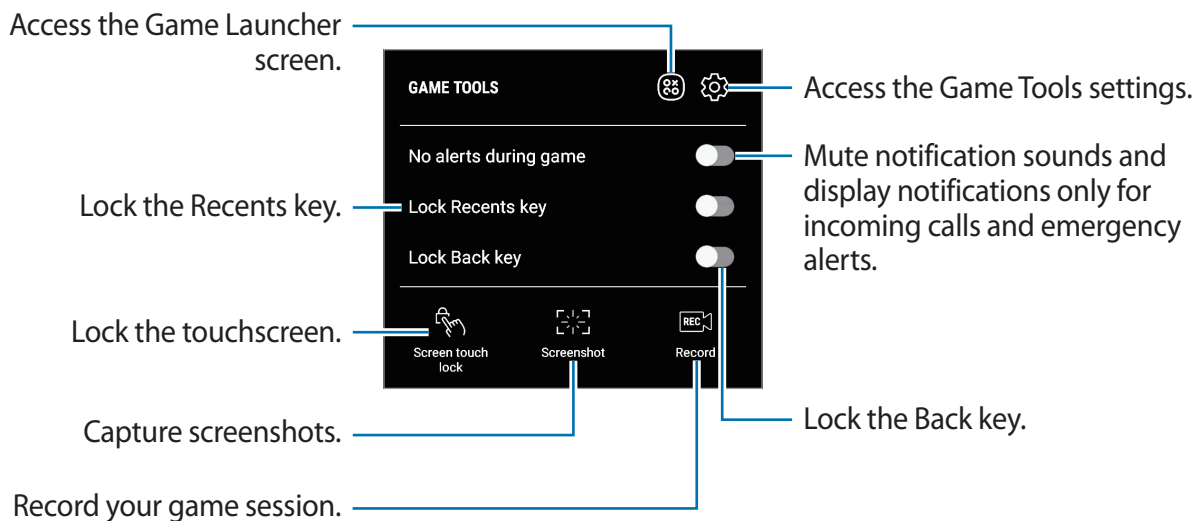 Access the Game Launcher
screen.
GAME TOOLS
Access the Game Tools settings.
No alerts during game
Mute notification sounds and
display notifications only for
incoming calls and emergency
alerts.
Lock the Recents key.
Lock Recents key
Lock Back key
Lock the touchscreen.
Screen touch
lock
Screenshot
REC
Record
Capture screenshots.
Lock the Back key.
Record your game session.